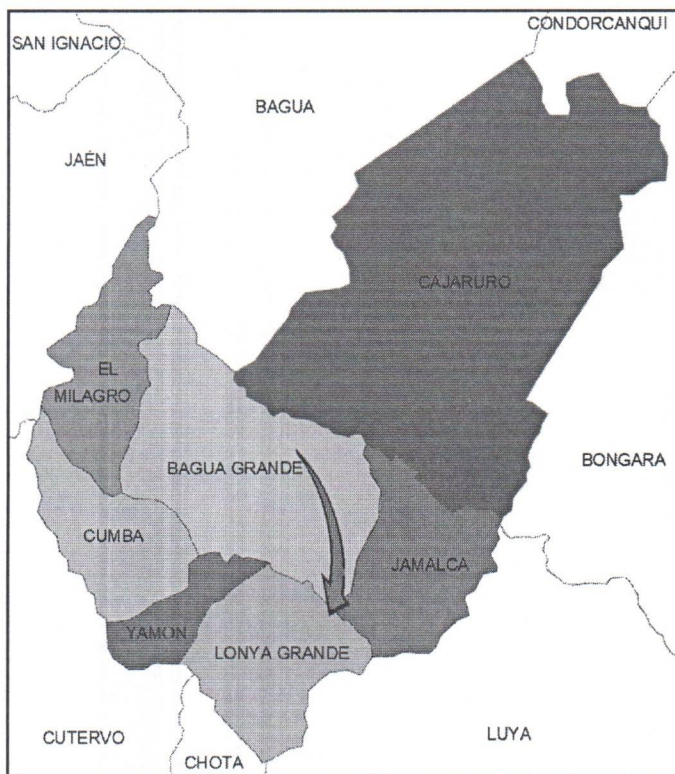 CONDORCANQUI
SAN IGNACIO
BAGUA
JAÉN
CAJARURO
EL
MILAGRO
BAGUA GRANDE
BONGARA
CUMBA
JAMALCA
YAMON
LONYA GRANDE
CUTERVO
CHOTA
LUYA